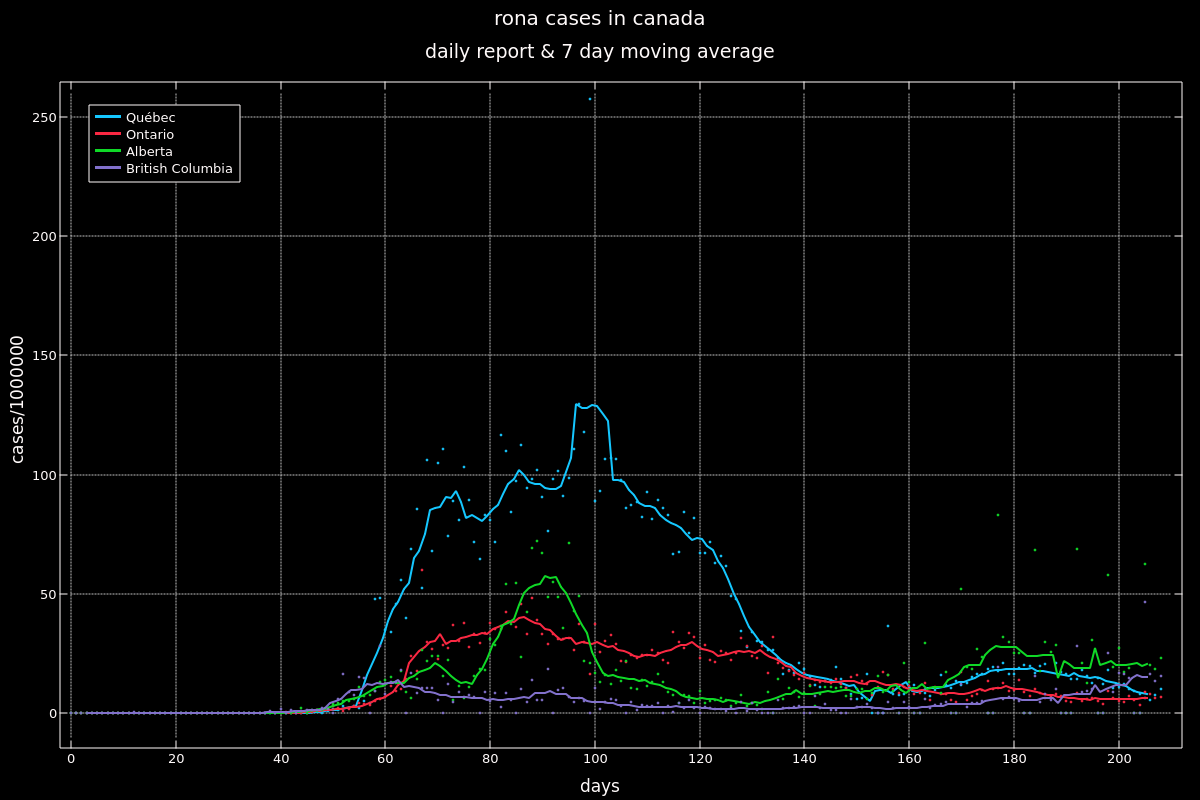 rona cases in canada
daily report & 7 day moving average
250
200
150
100
50
0
cases/1000000
Québec
Ontario
Alberta
British Columbia
0 20 40 60 80 100 120 140 160 180 200
days